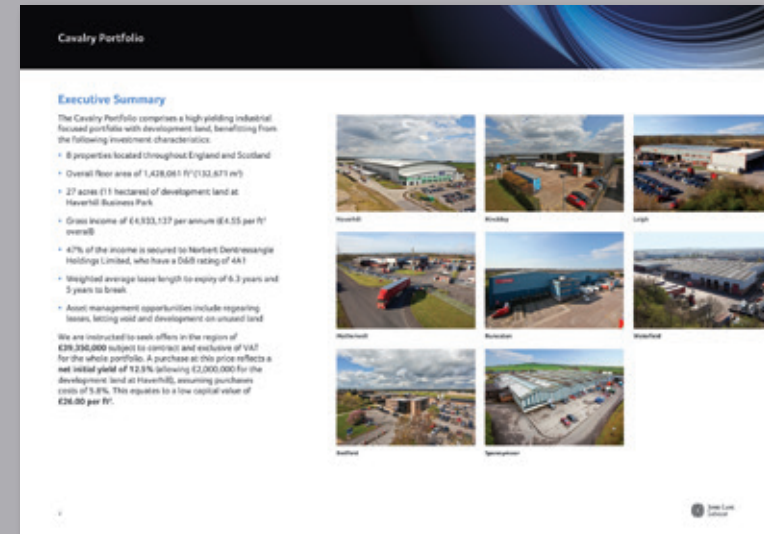 Cavalry Portfolio
Executive Summary
The Cavalry Portfolio comprises a high yielding industrial
focused portfolio with development land, benefitting from
the following investment characteristics:
• 8 properties located throughout England and Scotland
• Overall floor area of 1,428,061 ft² (132,671 m²)
• 27 acres (11 hectares) of development land at
Haverhill Business Park
• Gross income of £4,933,137 per annum (£4.55 per ft²
overall)
• 47% of the income is secured to Norbert Dentressangle
Holdings Limited, who have a D&B rating of 4A1
• Weighted average lease length to expiry of 6.3 years and
5 years to break
• Asset management opportunities include regearing
leases, letting void and development on unused land
We are instructed to seek offers in the region of
£39,350,000 subject to contract and exclusive of VAT
for the whole portfolio. A purchase at this price reflects a
net initial yield of 12.5% (allowing £2,000,000 for the
development land at Haverhill), assuming purchasers
costs of 5.8%. This equates to a low capital value of
£26.00 per ft².
Haverhill
Hinckley
Leigh
Motherwell
Nuneaton
Wakefield
Bedford
Spennymoor
Jones Lang
LaSalle